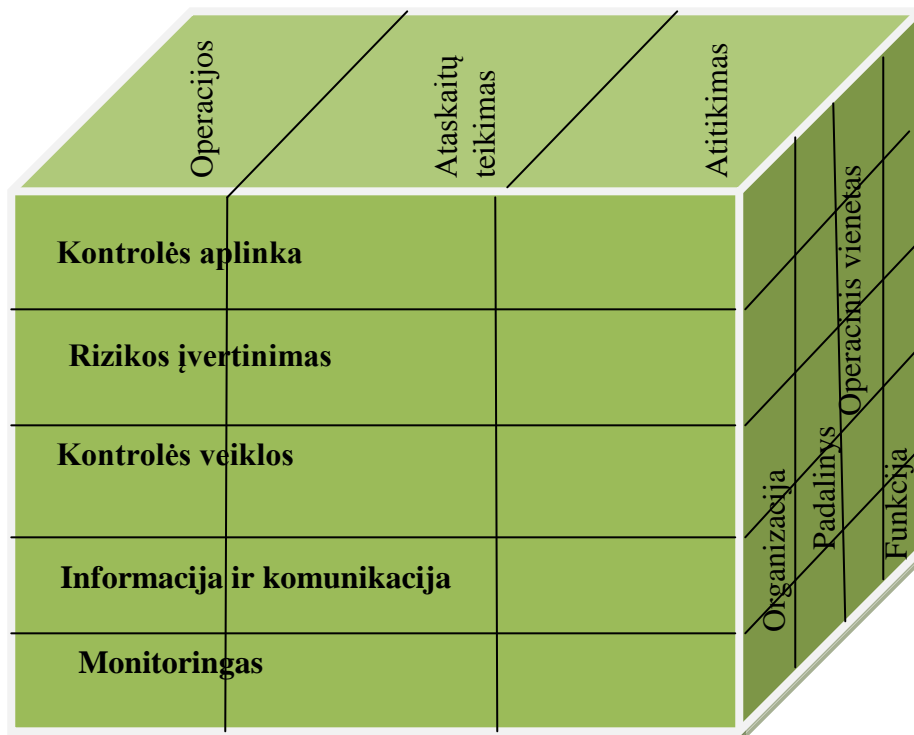 Operacijos
Ataskaitų
teikimas
Atitikimas
Kontrolės aplinka
Rizikos įvertinimas
Kontrolės veiklos
Informacija ir komunikacija
Monitoringas
Organizacija
Padalinys
Operacinis vienetas
Funkcija